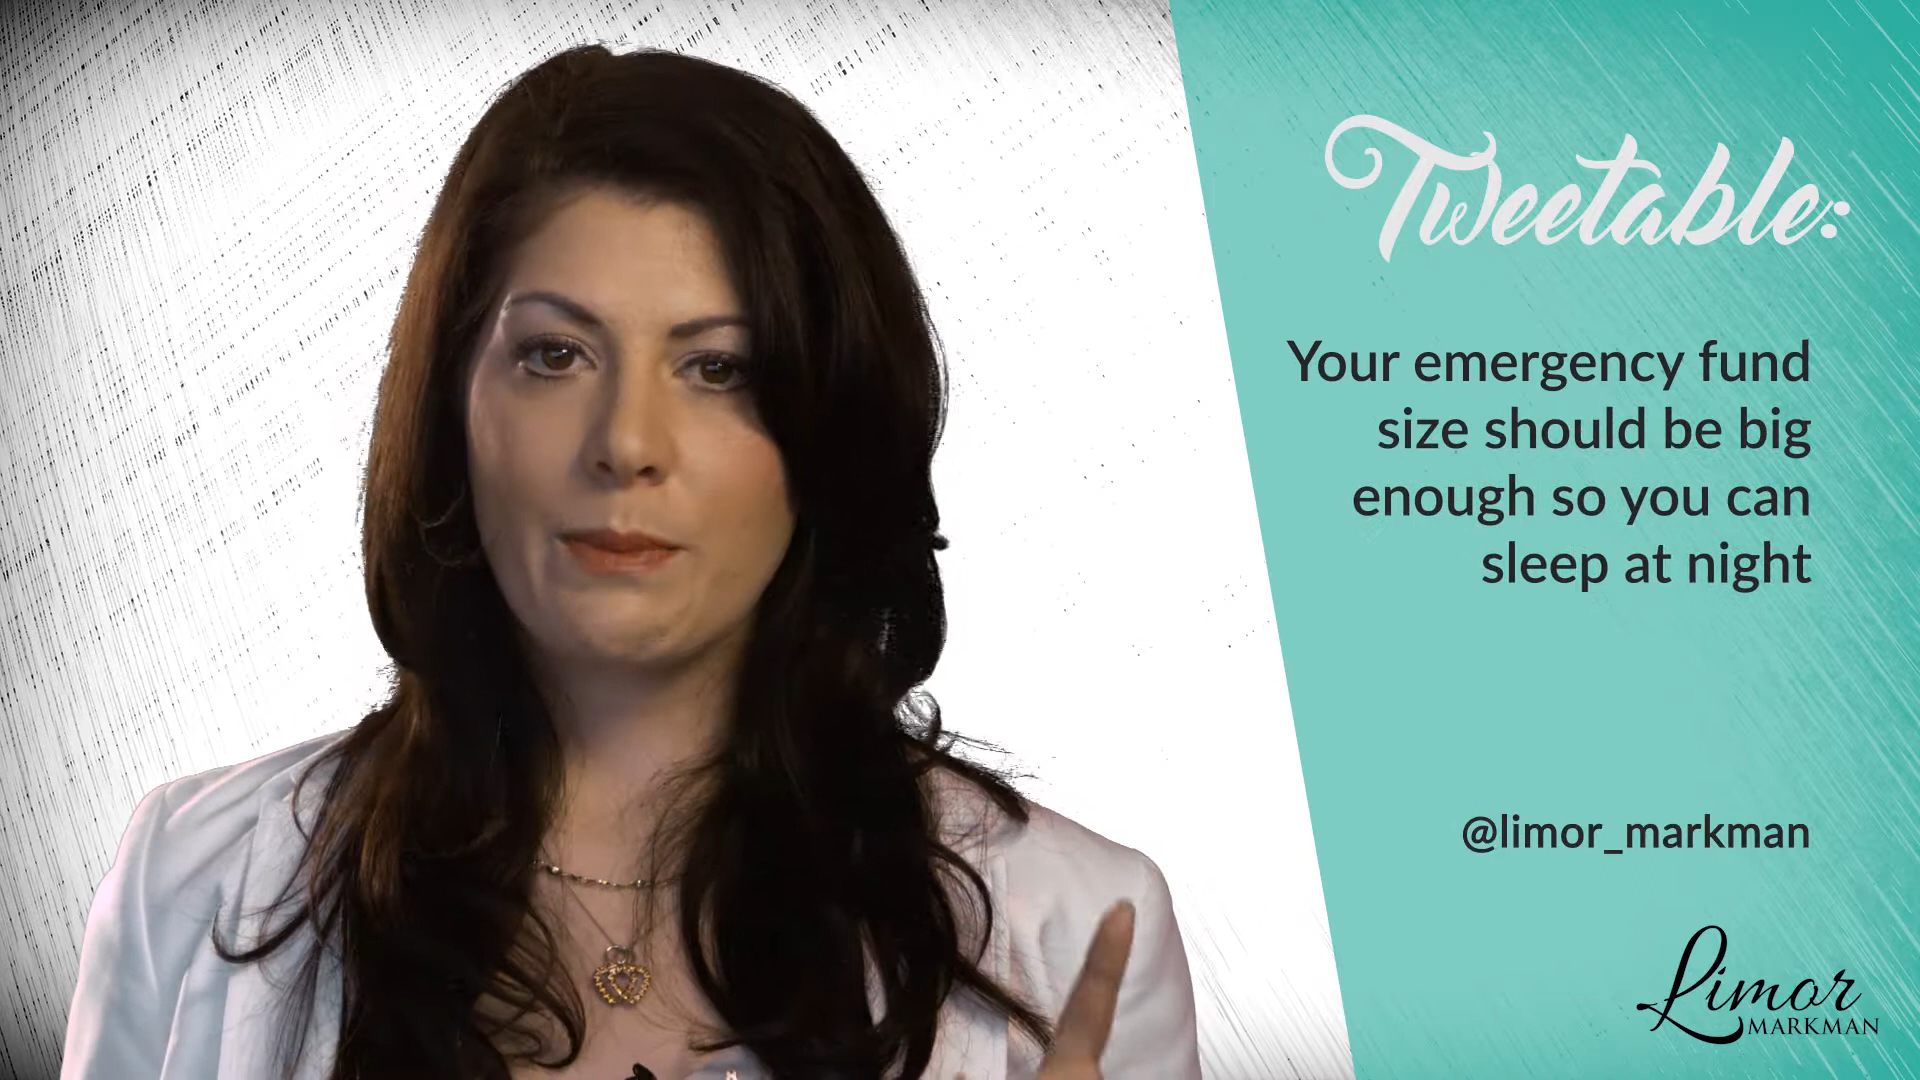 Tweetable:
Your emergency fund
size should be big
enough so you can
sleep at night
@limor_markman
Limor
MARKMAN